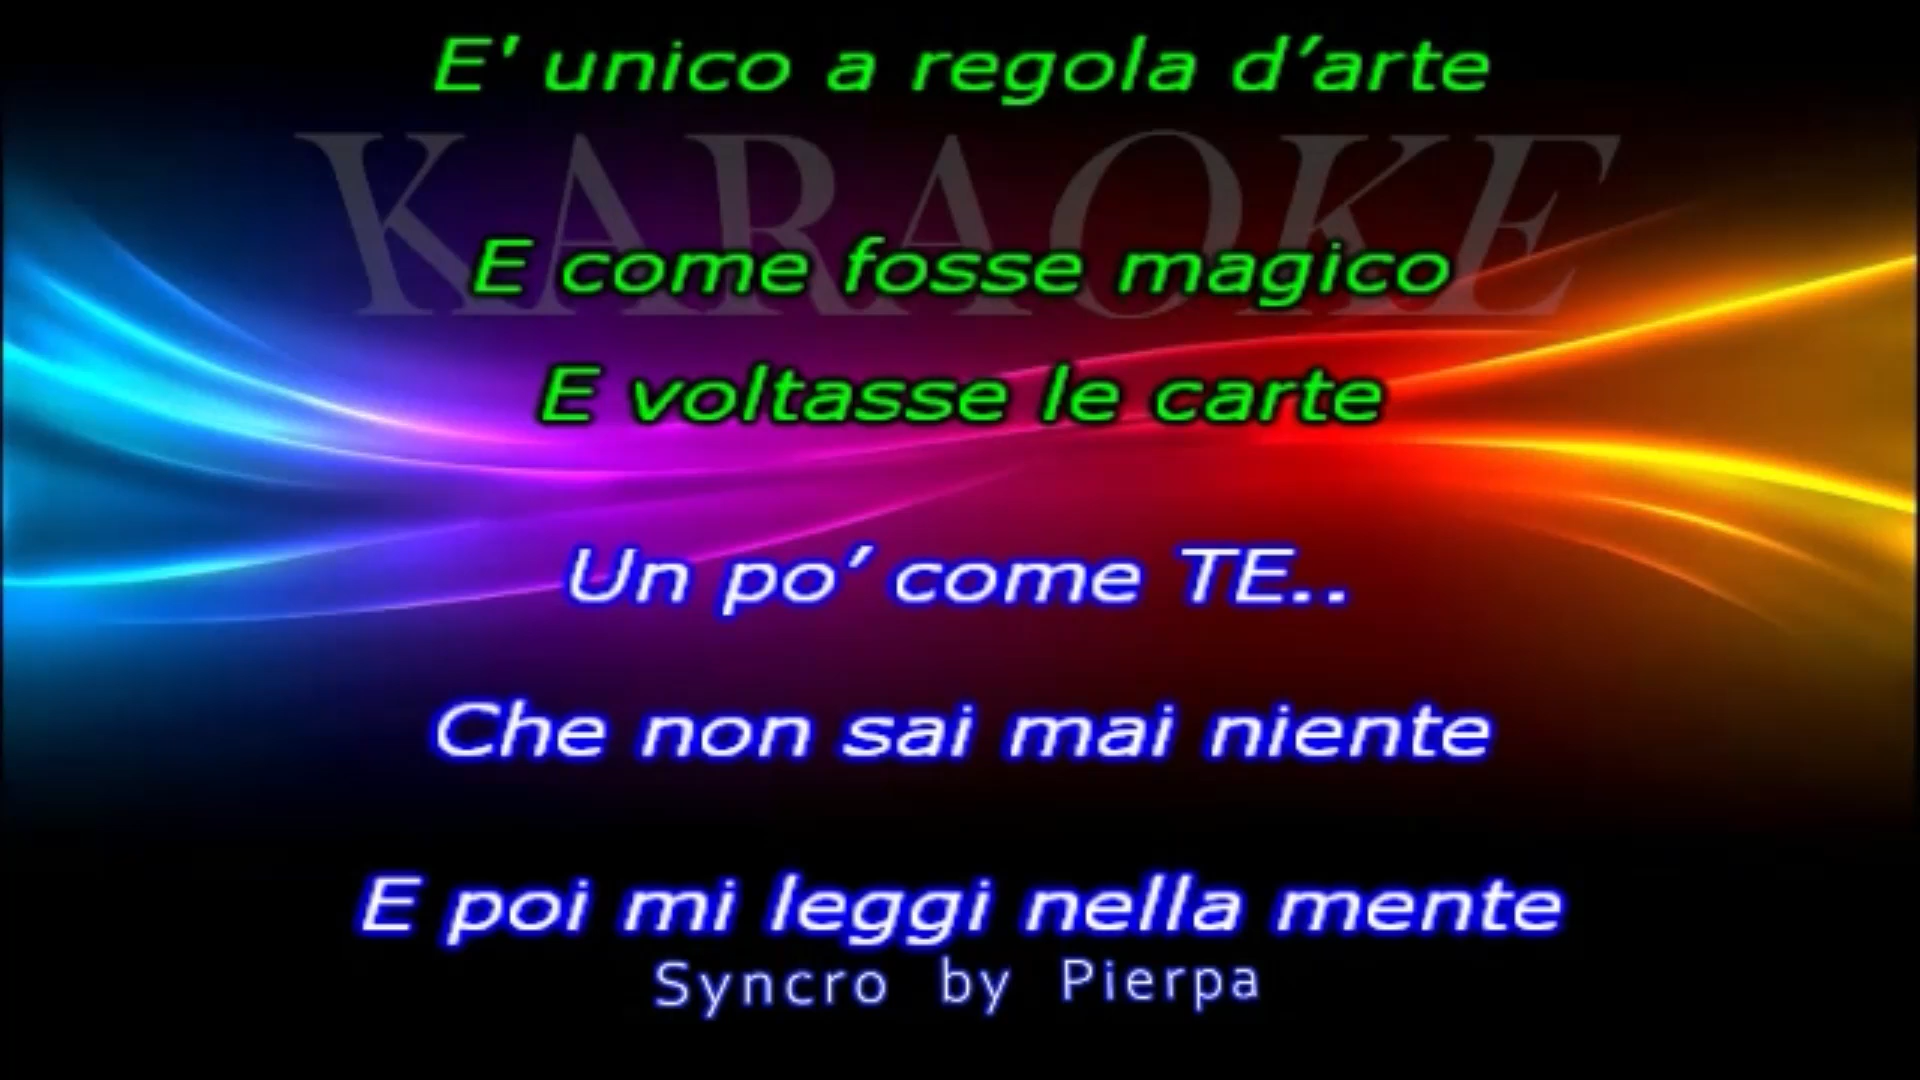 E' unico a regola d’arte
KARAOKE
E come fosse magico
E voltasse le carte
Un po’ come TE..
Che non sai mai niente
E poi mi leggi nella mente
Syncro by Pierpa